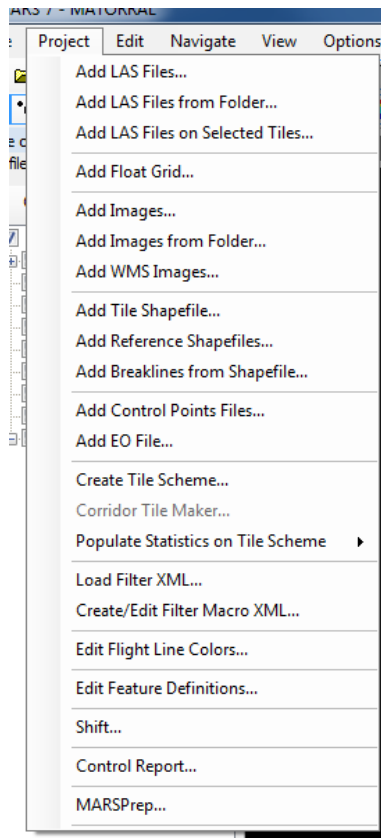 MARS 7 - MATORRAL
Project Edit Navigate View Options
Add LAS Files...
Add LAS Files from Folder...
Add LAS Files on Selected Tiles...
Add Float Grid...
Add Images...
Add Images from Folder...
Add WMS Images...
Add Tile Shapefile...
Add Reference Shapefiles...
Add Breaklines from Shapefile...
Add Control Points Files...
Add EO File...
Create Tile Scheme...
Corridor Tile Maker...
Populate Statistics on Tile Scheme
Load Filter XML...
Create/Edit Filter Macro XML...
Edit Flight Line Colors...
Edit Feature Definitions...
Shift...
Control Report...
MARSPrep...